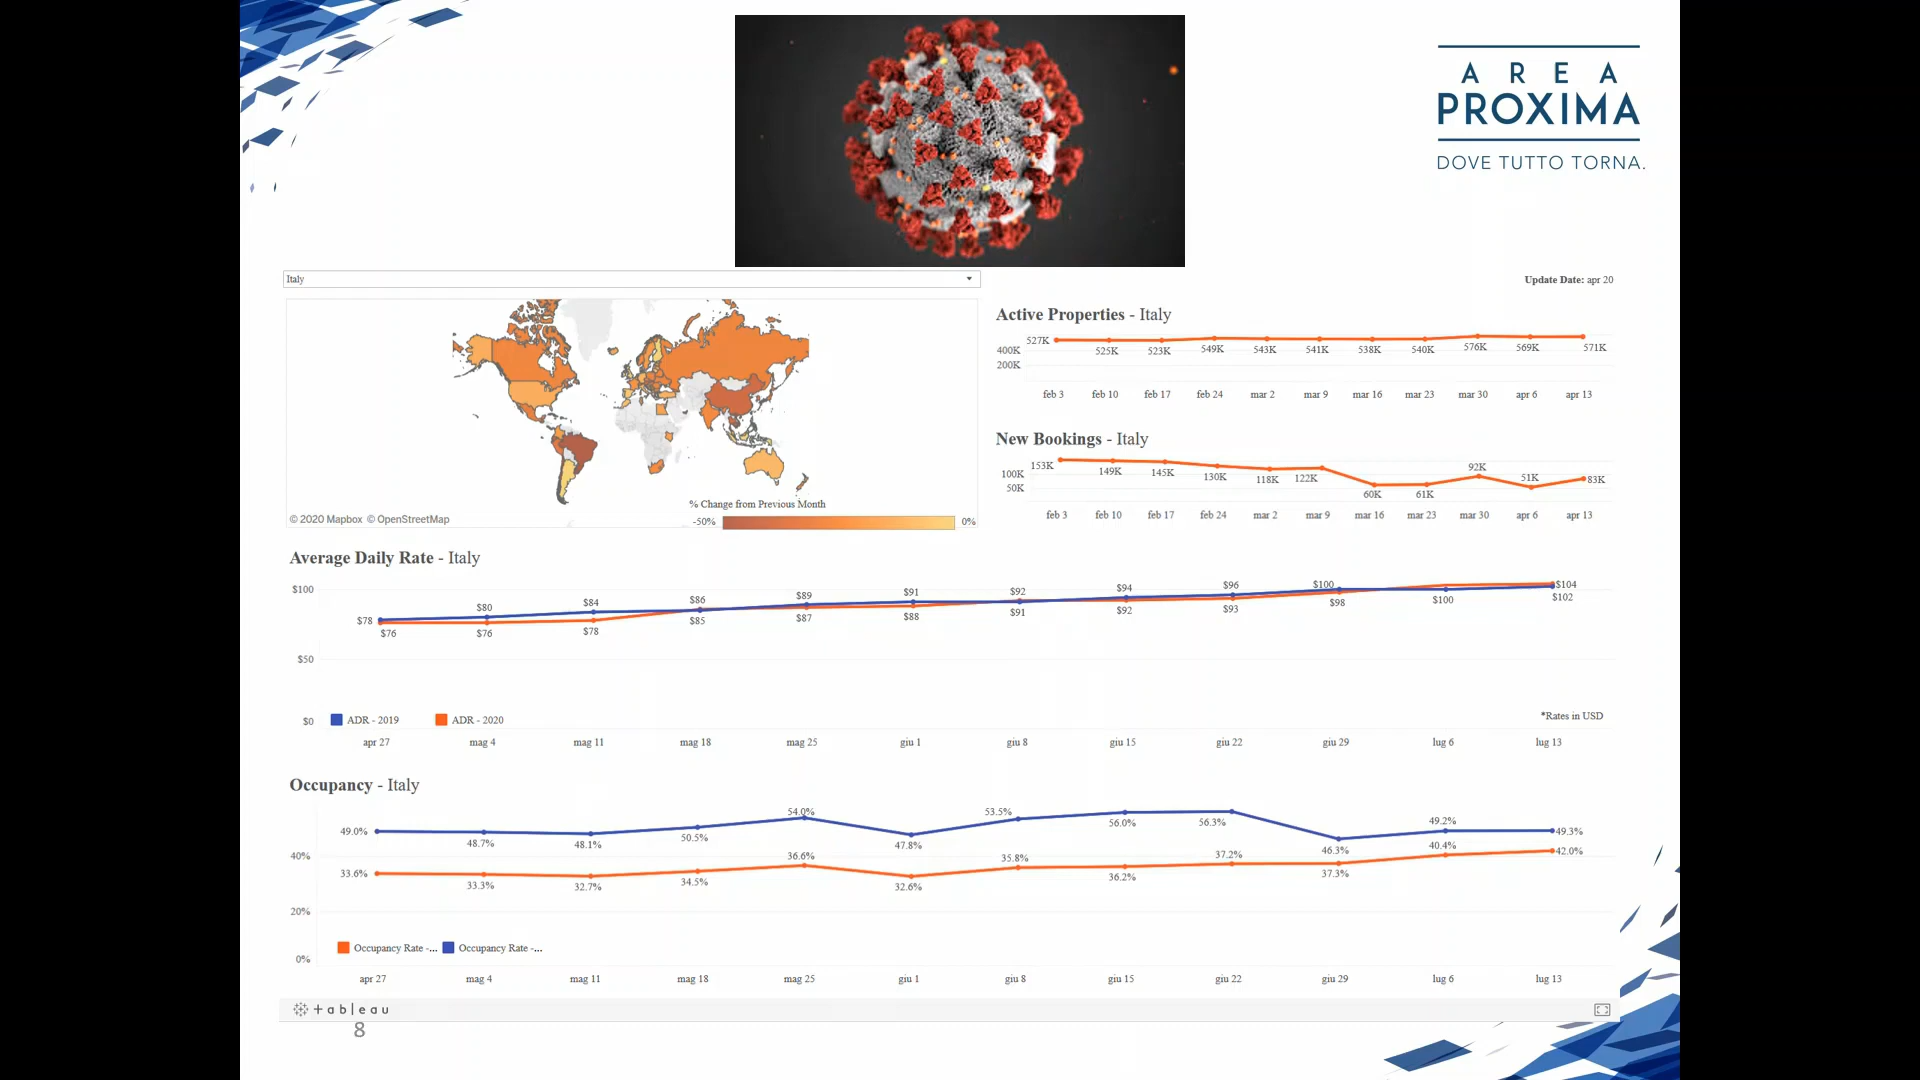 AREA
PROXIMA
DOVE TUTTO TORNA.
Italy
Update Date: apr 20
© 2020 Mapbox © OpenStreetMap
% Change from Previous Month
-50% 0%
Active Properties - Italy
400K
200K
527K 525K 523K 549K 543K 541K 538K 540K 576K 569K 571K
feb 3 feb 10 feb 17 feb 24 mar 2 mar 9 mar 16 mar 23 mar 30 apr 6 apr 13
New Bookings - Italy
100K
50K
153K 149K 145K 130K 118K 122K 60K 61K 92K 51K 83K
feb 3 feb 10 feb 17 feb 24 mar 2 mar 9 mar 16 mar 23 mar 30 apr 6 apr 13
Average Daily Rate - Italy
$100
$50
$0
$78 $80 $84 $86 $89 $91 $92 $94 $96 $100 $104
$76 $76 $78 $85 $87 $88 $91 $92 $93 $98 $100 $102
ADR - 2019 ADR - 2020
*Rates in USD
apr 27 mag 4 mag 11 mag 18 mag 25 giu 1 giu 8 giu 15 giu 22 giu 29 lug 6 lug 13
Occupancy - Italy
40%
20%
0%
49.0% 48.7% 48.1% 50.5% 54.0% 47.8% 53.5% 56.0% 56.3% 46.3% 49.2% 49.3%
33.6% 33.3% 32.7% 34.5% 36.6% 32.6% 35.8% 36.2% 37.2% 37.3% 40.4% 42.0%
Occupancy Rate -... Occupancy Rate -...
apr 27 mag 4 mag 11 mag 18 mag 25 giu 1 giu 8 giu 15 giu 22 giu 29 lug 6 lug 13
+ableau
8